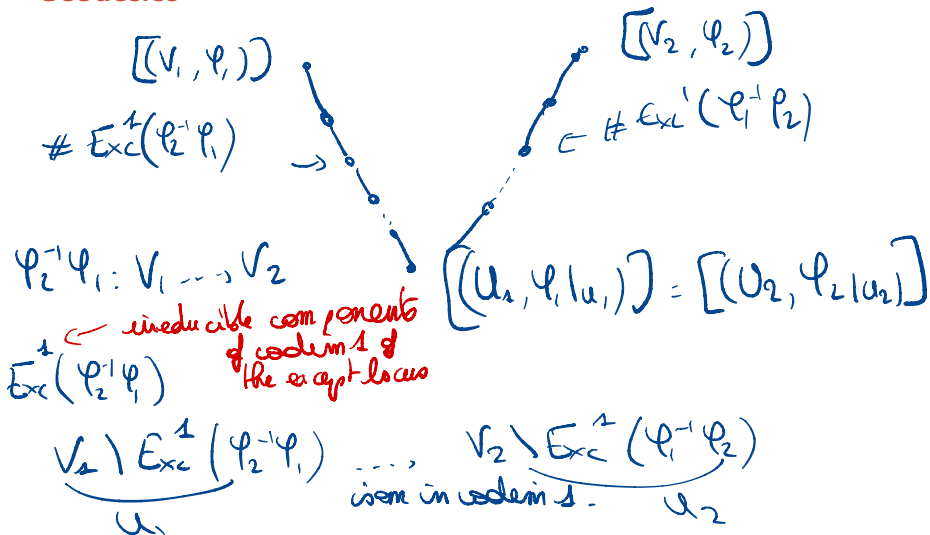 [(V₁, φ₁)]
[(V₂, φ₂)]
# Exc¹(φ₂⁻¹φ₁)
# Exc¹(φ₁⁻¹φ₂)
φ₂⁻¹φ₁ : V₁ ⇢ V₂
[(U₁, φ₁|U₁)] = [(U₂, φ₂|U₂)]
← irreducible components
of codim 1 of
the except locus
Exc¹(φ₂⁻¹φ₁)
V₁ \ Exc¹(φ₂⁻¹φ₁) ⇢ V₂ \ Exc¹(φ₁⁻¹φ₂)
isom in codim 1.
U₁
U₂